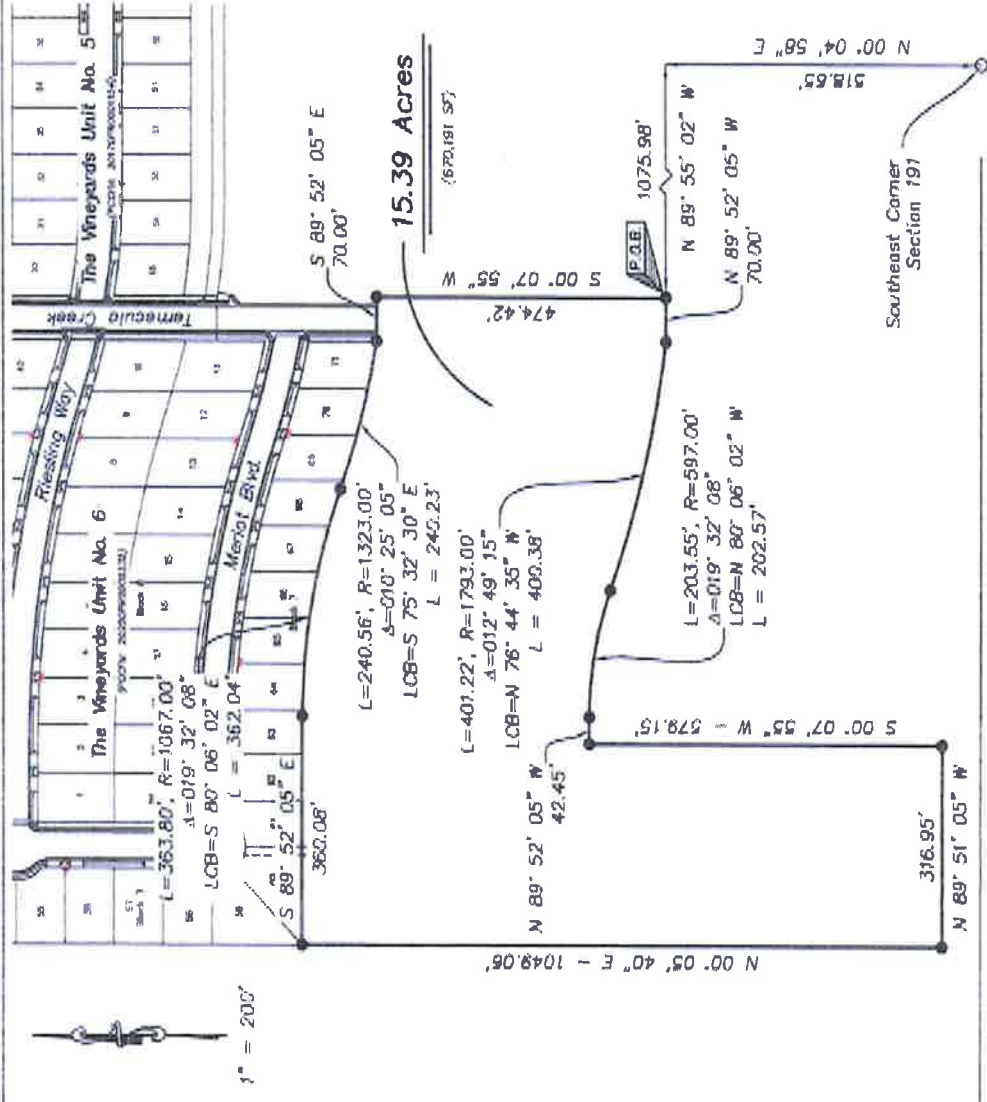 The Vineyards Unit No. 5
Temecula Creek
Riesling Way
The Vineyards Unit No. 6
Merlot Blvd.
S 89° 52' 05" E
70.00'
15.39 Acres
(670,191 SF)
S 00° 07' 55" W
474.42'
P.O.B.
1075.98'
N 89° 55' 02" W
N 89° 52' 05" W
70.00'
N 00° 04' 58" E
518.65'
Southeast Corner
Section 191
L=203.55', R=597.00'
Δ=019° 32' 08"
LCB=N 80° 06' 02" W
L = 202.57'
L=401.22', R=1793.00'
Δ=012° 49' 15"
LCB=N 76° 44' 35" W
L = 400.38'
L=240.56', R=1323.00'
Δ=010° 25' 05"
LCB=S 75° 32' 30" E
L = 240.23'
L=363.80', R=1067.00'
Δ=019° 32' 08"
LCB=S 80° 06' 02" E
L = 362.04'
S 89° 52' 05" E
360.08'
N 89° 52' 05" W
42.45'
S 00° 07' 55" W - 579.15'
316.95'
N 89° 51' 05" W
N 00° 05' 40" E - 1049.06'
1" = 200'